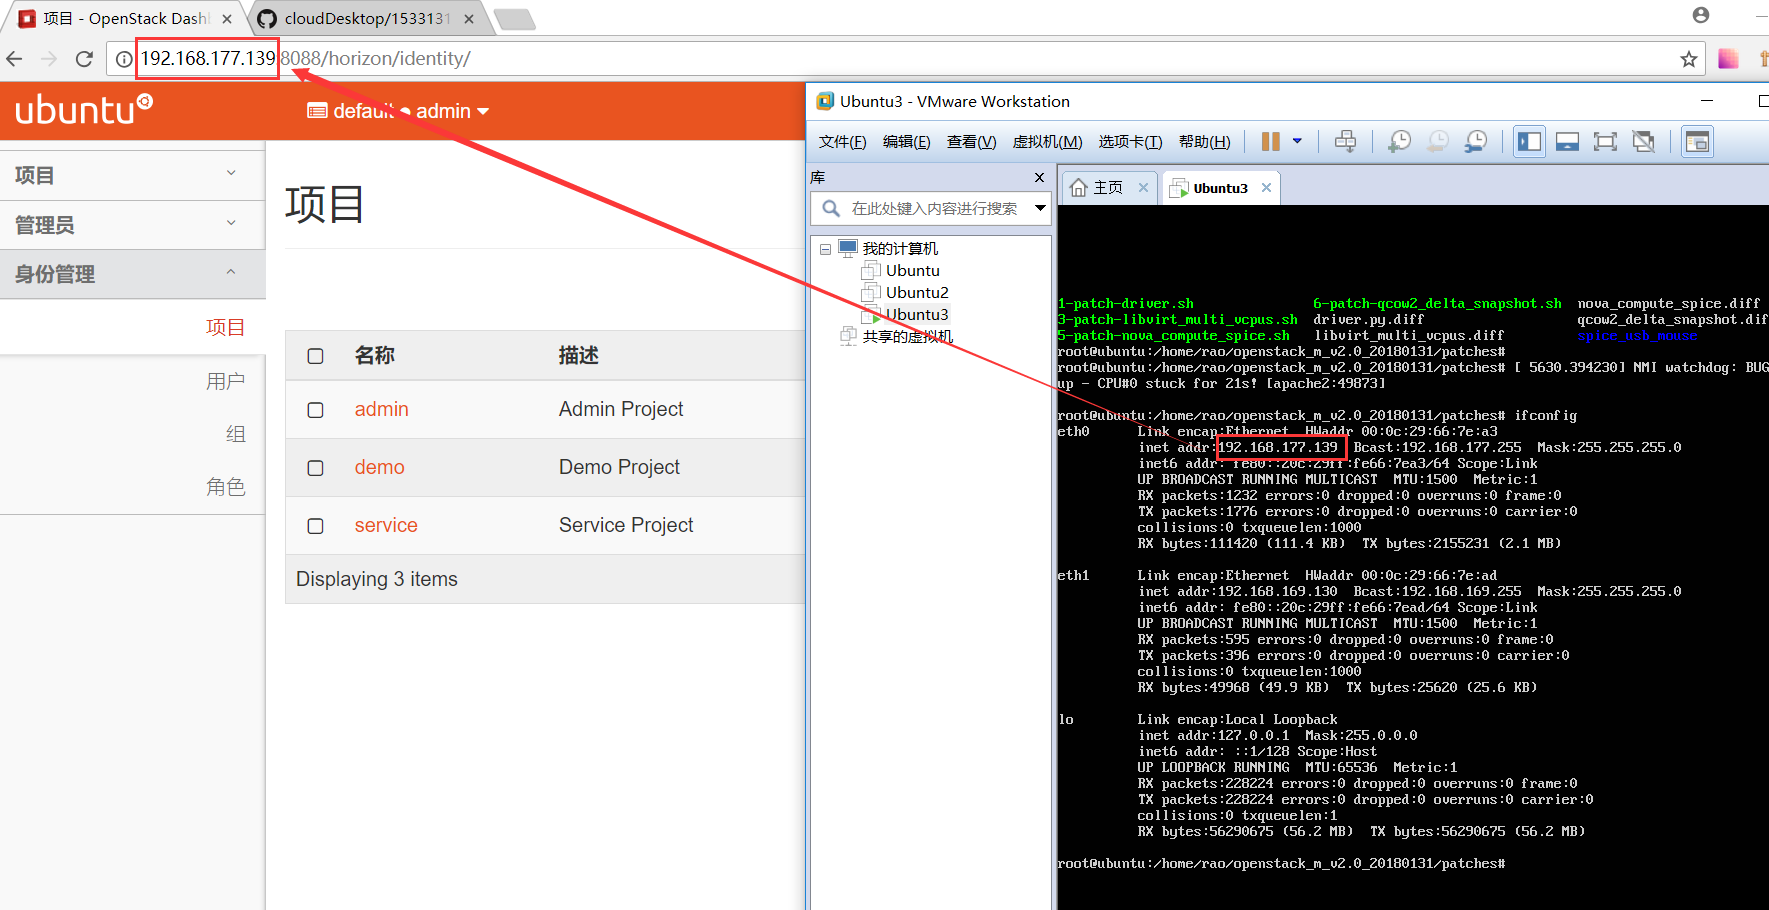 项目 - OpenStack Dash
cloudDesktop/1533131
192.168.177.139:8088/horizon/identity/
ubuntu
default • admin
项目
管理员
身份管理
项目
用户
组
角色
项目
名称 描述
admin Admin Project
demo Demo Project
service Service Project
Displaying 3 items
Ubuntu3 - VMware Workstation
文件(F) 编辑(E) 查看(V) 虚拟机(M) 选项卡(T) 帮助(H)
库
在此处键入内容进行搜索
我的计算机
Ubuntu
Ubuntu2
Ubuntu3
共享的虚拟机
主页
Ubuntu3
1-patch-driver.sh 6-patch-qcow2_delta_snapshot.sh nova_compute_spice.diff
3-patch-libvirt_multi_vcpus.sh driver.py.diff qcow2_delta_snapshot.dif
5-patch-nova_compute_spice.sh libvirt_multi_vcpus.diff spice_usb_mouse
root@ubuntu:/home/rao/openstack_m_v2.0_20180131/patches#
root@ubuntu:/home/rao/openstack_m_v2.0_20180131/patches# [ 5630.394230] NMI watchdog: BUG
up - CPU#0 stuck for 21s! [apache2:49873]
root@ubuntu:/home/rao/openstack_m_v2.0_20180131/patches# ifconfig
eth0 Link encap:Ethernet HWaddr 00:0c:29:66:7e:a3
inet addr:192.168.177.139 Bcast:192.168.177.255 Mask:255.255.255.0
inet6 addr: fe80::20c:29ff:fe66:7ea3/64 Scope:Link
UP BROADCAST RUNNING MULTICAST MTU:1500 Metric:1
RX packets:1232 errors:0 dropped:0 overruns:0 frame:0
TX packets:1776 errors:0 dropped:0 overruns:0 carrier:0
collisions:0 txqueuelen:1000
RX bytes:111420 (111.4 KB) TX bytes:2155231 (2.1 MB)
eth1 Link encap:Ethernet HWaddr 00:0c:29:66:7e:ad
inet addr:192.168.169.130 Bcast:192.168.169.255 Mask:255.255.255.0
inet6 addr: fe80::20c:29ff:fe66:7ead/64 Scope:Link
UP BROADCAST RUNNING MULTICAST MTU:1500 Metric:1
RX packets:595 errors:0 dropped:0 overruns:0 frame:0
TX packets:396 errors:0 dropped:0 overruns:0 carrier:0
collisions:0 txqueuelen:1000
RX bytes:49968 (49.9 KB) TX bytes:25620 (25.6 KB)
lo Link encap:Local Loopback
inet addr:127.0.0.1 Mask:255.0.0.0
inet6 addr: ::1/128 Scope:Host
UP LOOPBACK RUNNING MTU:65536 Metric:1
RX packets:228224 errors:0 dropped:0 overruns:0 frame:0
TX packets:228224 errors:0 dropped:0 overruns:0 carrier:0
collisions:0 txqueuelen:1
RX bytes:56290675 (56.2 MB) TX bytes:56290675 (56.2 MB)
root@ubuntu:/home/rao/openstack_m_v2.0_20180131/patches#